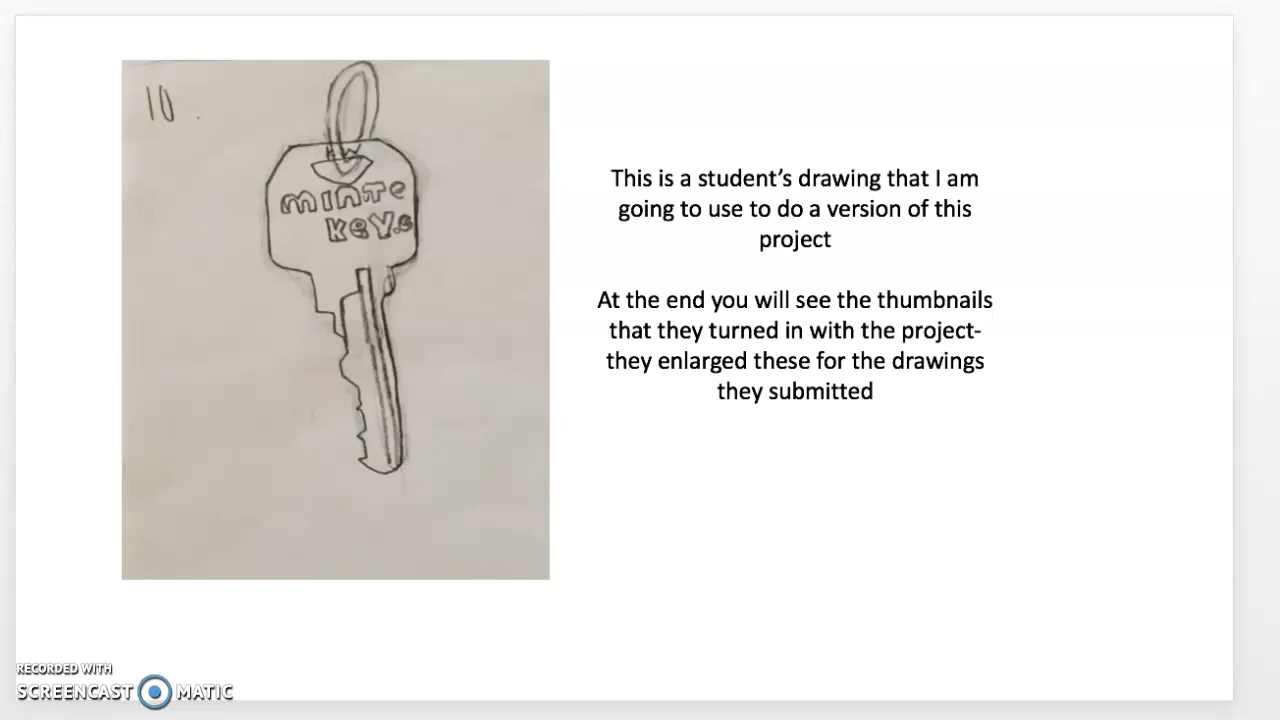 10.
KW
MINTE
KEY.S
This is a student's drawing that I am
going to use to do a version of this
project
At the end you will see the thumbnails
that they turned in with the project-
they enlarged these for the drawings
they submitted
RECORDED WITH
SCREENCAST MATIC